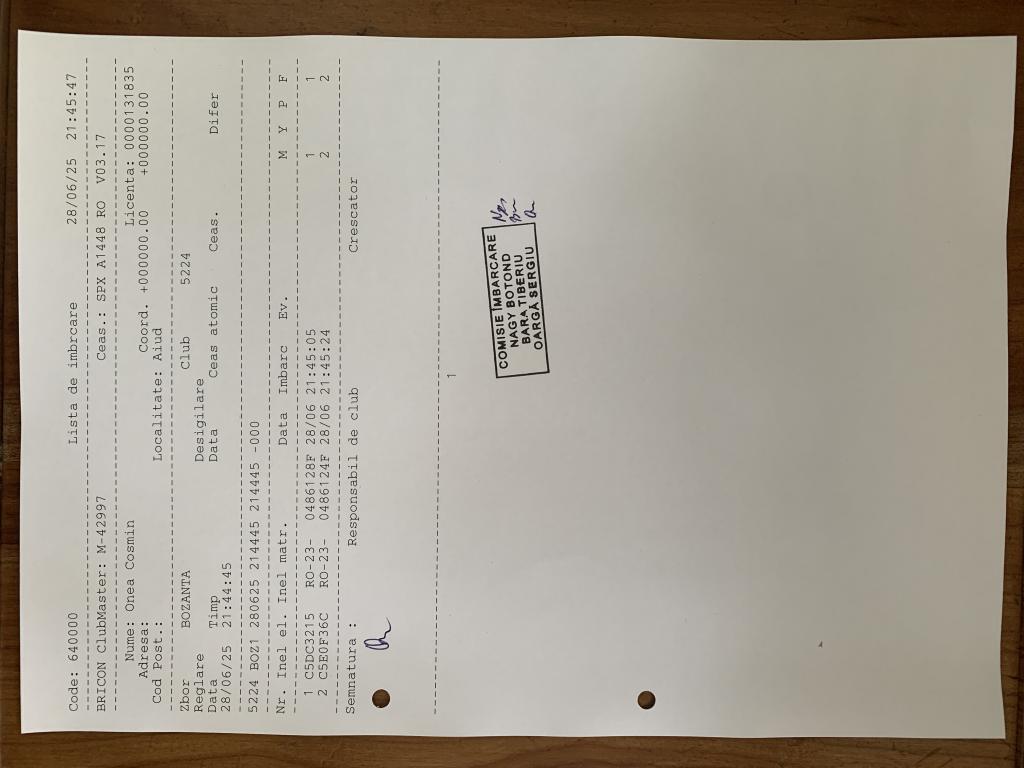 Code: 640000 Lista de imbrcare 28/06/25 21:45:47
BRICON ClubMaster: M-42997 Ceas.: SPX A1448 RO V03.17
Nume: Onea Cosmin Licenta: 0000131835
Adresa: Coord. +000000.00 +000000.00
Cod Post.: Localitate: Aiud
Zbor BOZANTA Club 5224
Reglare Desigilare
Data Timp Data Ceas atomic Ceas. Difer
28/06/25 21:44:45
5224 BOZ1 280625 214445 214445 -000
Nr. Inel el. Inel matr. Data Imbarc Ev. M Y P F
1 C5DC3215 RO-23- 0486128F 28/06 21:45:05 1 1
2 C5E0F36C RO-23- 0486124F 28/06 21:45:24 2 2
Semnatura : Responsabil de club Crescator
1
COMISIE ÎMBARCARE
NAGY BOTOND
BARA TIBERIU
OARGĂ SERGIU